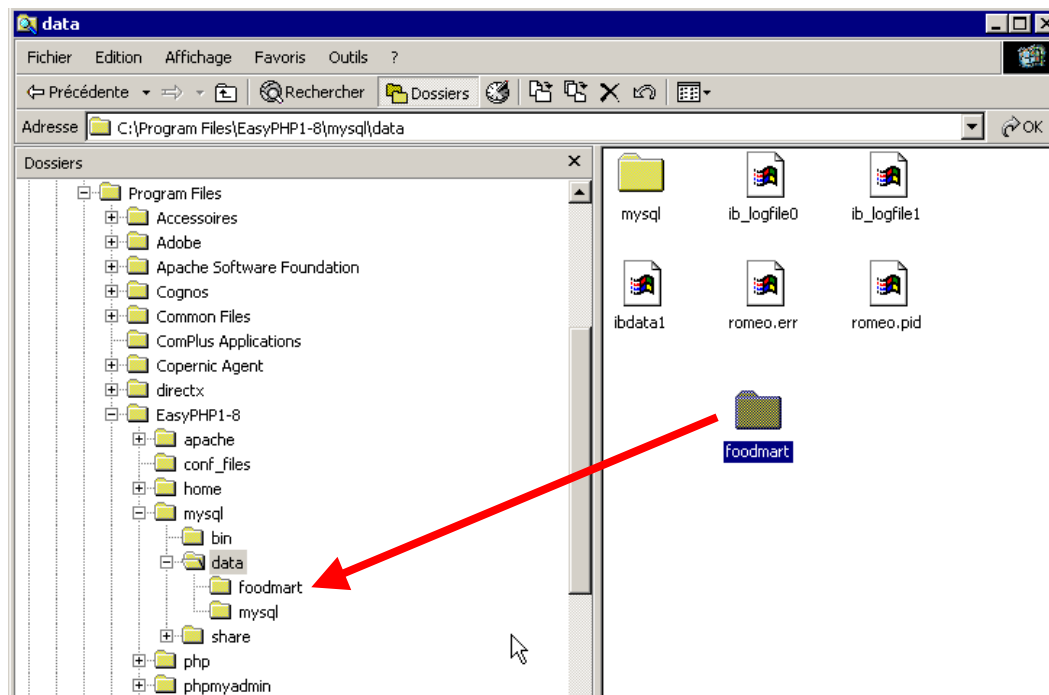 data
Fichier Edition Affichage Favoris Outils ?
Précédente Rechercher Dossiers
Adresse C:\Program Files\EasyPHP1-8\mysql\data OK
Dossiers
Program Files
Accessoires
Adobe
Apache Software Foundation
Cognos
Common Files
ComPlus Applications
Copernic Agent
directx
EasyPHP1-8
apache
conf_files
home
mysql
bin
data
foodmart
mysql
share
php
phpmyadmin
mysql ib_logfile0 ib_logfile1
ibdata1 romeo.err romeo.pid
foodmart